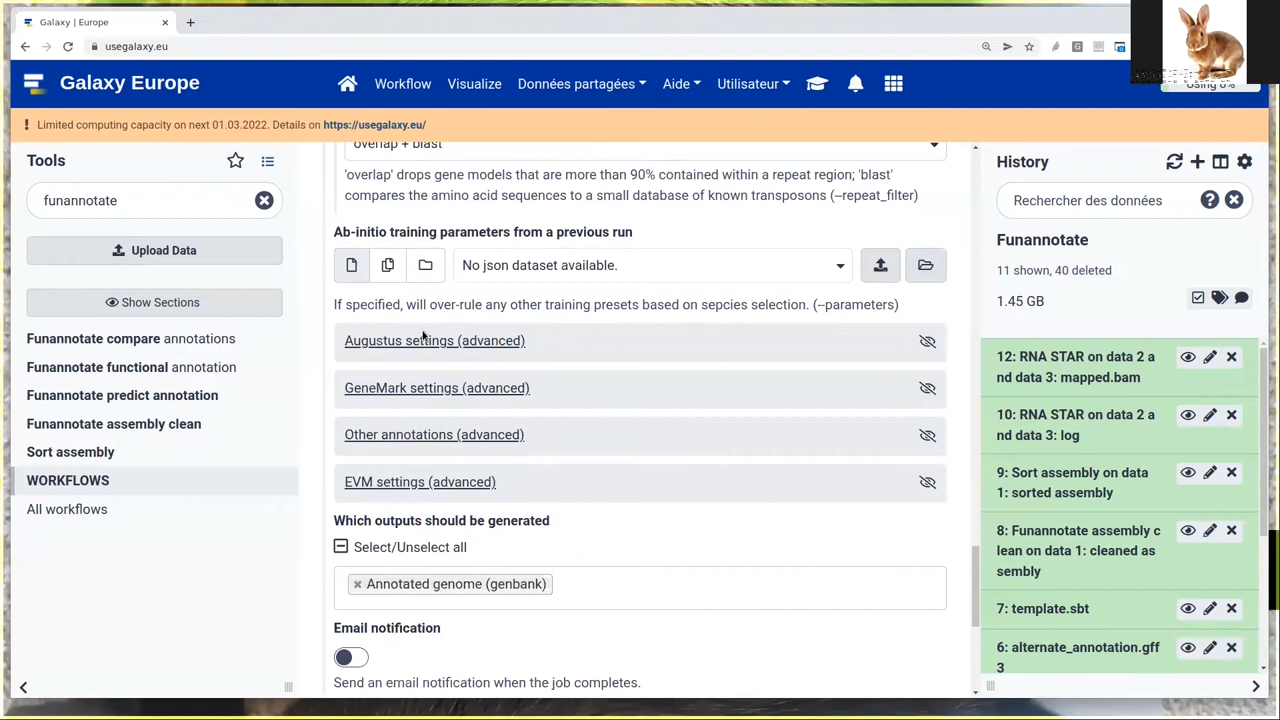 Galaxy | Europe
usegalaxy.eu
Galaxy Europe
Workflow
Visualize
Données partagées
Aide
Utilisateur
Using 6%
! Limited computing capacity on next 01.03.2022. Details on https://usegalaxy.eu/
Tools
funannotate
Upload Data
Show Sections
Funannotate compare annotations
Funannotate functional annotation
Funannotate predict annotation
Funannotate assembly clean
Sort assembly
WORKFLOWS
All workflows
overlap + blast
'overlap' drops gene models that are more than 90% contained within a repeat region; 'blast'
compares the amino acid sequences to a small database of known transposons (--repeat_filter)
Ab-initio training parameters from a previous run
No json dataset available.
If specified, will over-rule any other training presets based on sepcies selection. (--parameters)
Augustus settings (advanced)
GeneMark settings (advanced)
Other annotations (advanced)
EVM settings (advanced)
Which outputs should be generated
Select/Unselect all
Annotated genome (genbank)
Email notification
Send an email notification when the job completes.
History
Rechercher des données
Funannotate
11 shown, 40 deleted
1.45 GB
12: RNA STAR on data 2 a
nd data 3: mapped.bam
10: RNA STAR on data 2 a
nd data 3: log
9: Sort assembly on data
1: sorted assembly
8: Funannotate assembly c
lean on data 1: cleaned as
sembly
7: template.sbt
6: alternate_annotation.gff
3